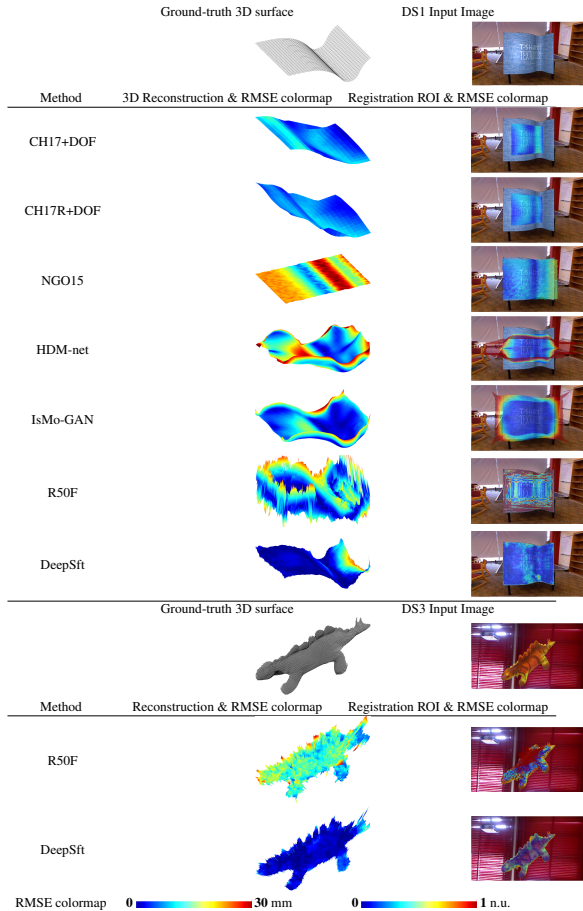 Ground-truth 3D surface DS1 Input Image
Method 3D Reconstruction & RMSE colormap Registration ROI & RMSE colormap
CH17+DOF
CH17R+DOF
NGO15
HDM-net
IsMo-GAN
R50F
DeepSft
Ground-truth 3D surface DS3 Input Image
Method Reconstruction & RMSE colormap Registration ROI & RMSE colormap
R50F
DeepSft
RMSE colormap 0 30 mm 0 1 n.u.